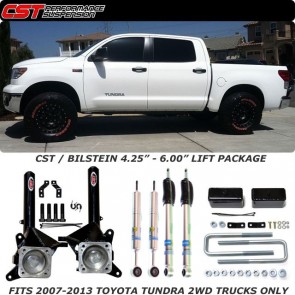 CST PERFORMANCE
SUSPENSION
TUNDRA
CST / BILSTEIN 4.25" - 6.00" LIFT PACKAGE
FITS 2007-2013 TOYOTA TUNDRA 2WD TRUCKS ONLY